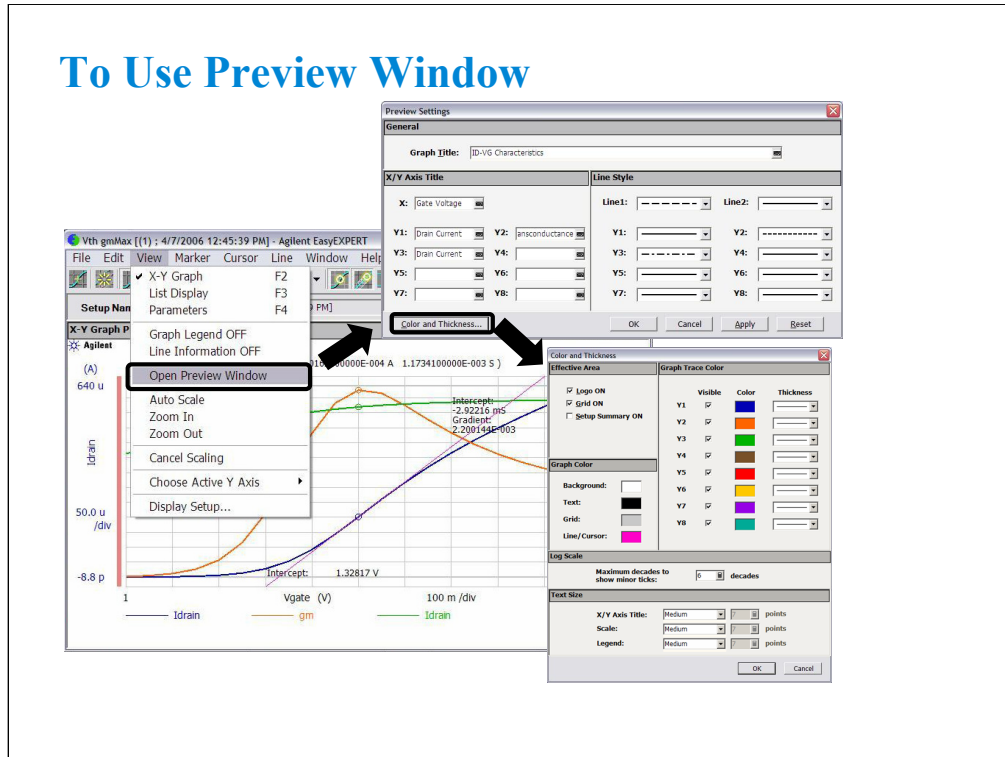 To Use Preview Window
Preview Settings
General
Graph Title: ID-VG Characteristics
X/Y Axis Title
Line Style
X: Gate Voltage
Line1: Line2:
Y1: Drain Current Y2: ansconductance
Y1: Y2:
Y3: Drain Current Y4:
Y3: Y4:
Y5: Y6:
Y5: Y6:
Y7: Y8:
Y7: Y8:
Color and Thickness...
OK Cancel Apply Reset
Vth gmMax [(1) ; 4/7/2006 12:45:39 PM] - Agilent EasyEXPERT
File Edit View Marker Cursor Line Window Help
Setup Nam
PM]
X-Y Graph P
Agilent
X-Y Graph F2
List Display F3
Parameters F4
Graph Legend OFF
Line Information OFF
Open Preview Window
Auto Scale
Zoom In
Zoom Out
Cancel Scaling
Choose Active Y Axis
Display Setup...
0000E-004 A 1.1734100000E-003 S )
(A)
640 u
Idrain
50.0 u
/div
-8.8 p
Intercept:
-2.92216 mS
Gradient:
2.200144E-003
Intercept: 1.32817 V
1 Vgate (V) 100 m /div
Idrain gm Idrain
Color and Thickness
Effective Area
Logo ON
Grid ON
Setup Summary ON
Graph Trace Color
Visible Color Thickness
Y1
Y2
Y3
Y4
Y5
Y6
Y7
Y8
Graph Color
Background:
Text:
Grid:
Line/Cursor:
Log Scale
Maximum decades to
show minor ticks: 6 decades
Text Size
X/Y Axis Title: Medium 7 points
Scale: Medium 7 points
Legend: Medium 7 points
OK Cancel